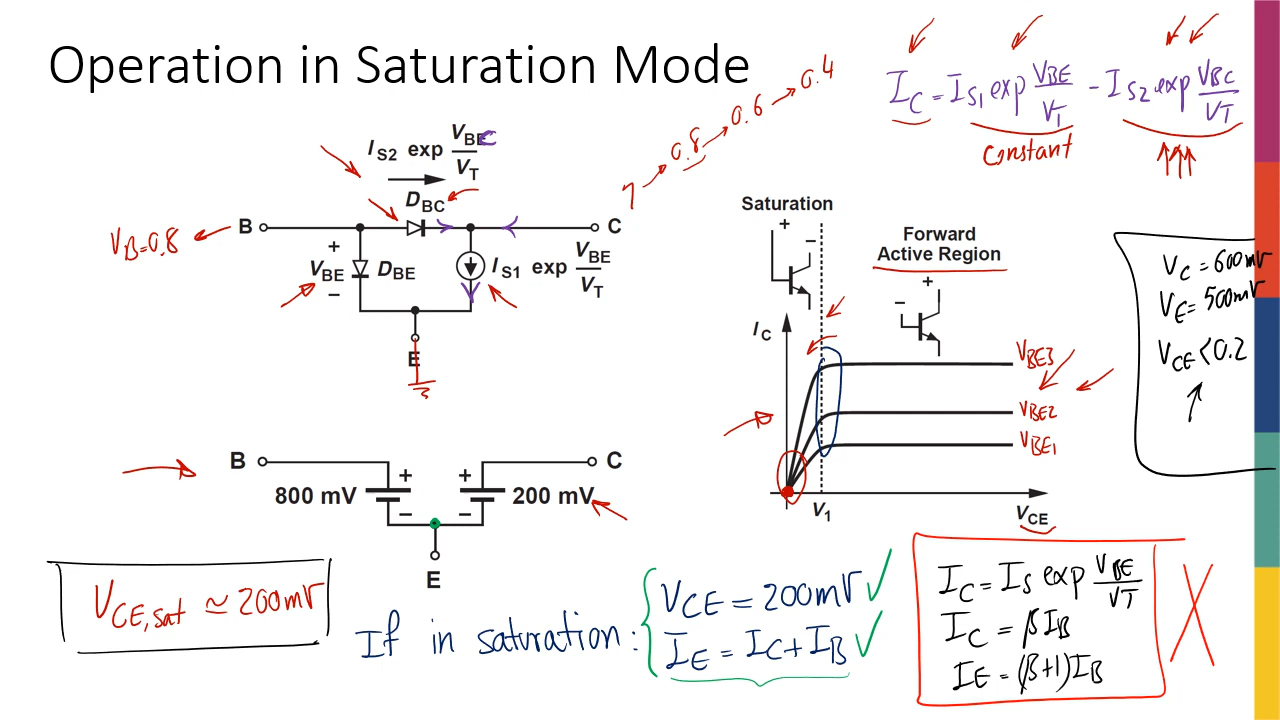 Operation in Saturation Mode
I_C = I_S1 exp V_BE/V_T - I_S2 exp V_BC/V_T
Constant
↑↑↑
I_S2 exp V_BC/V_T
→ 0.8 → 0.6 → 0.4
D_BC
B
C
V_B=0.8
+
V_BE
−
D_BE
I_S1 exp V_BE/V_T
E
Saturation
+
−
Forward
Active Region
+
−
I_C
V_BE3
V_BE2
V_BE1
V_1
V_CE
V_C = 600mV
V_E = 500mV
V_CE < 0.2
B
+
800 mV
−
+
200 mV
−
C
E
V_CE,sat ≃ 200mV
If in saturation:
V_CE = 200mV ✓
I_E = I_C + I_B ✓
I_C = I_S exp V_BE/V_T
I_C = βI_B
I_E = (β+1)I_B
X